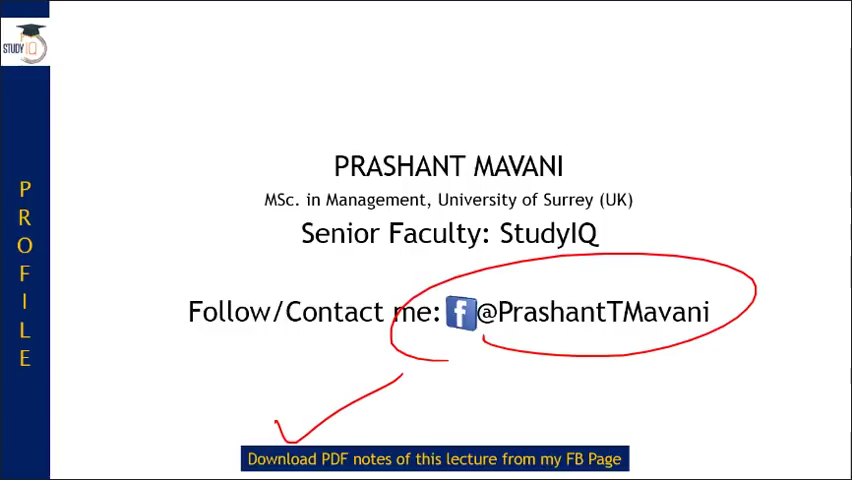 STUDY IQ
PROFILE
PRASHANT MAVANI
MSc. in Management, University of Surrey (UK)
Senior Faculty: StudyIQ
Follow/Contact me: f @PrashantTMavani
Download PDF notes of this lecture from my FB Page